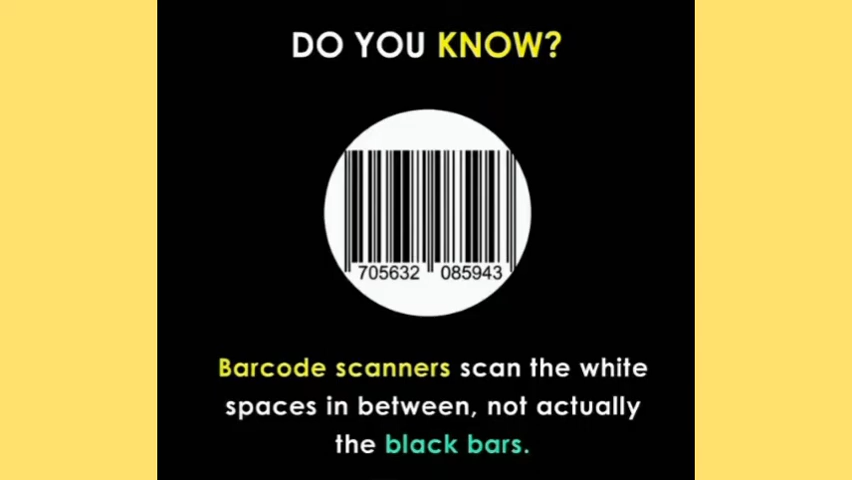 DO YOU KNOW?
705632 085943
Barcode scanners scan the white
spaces in between, not actually
the black bars.